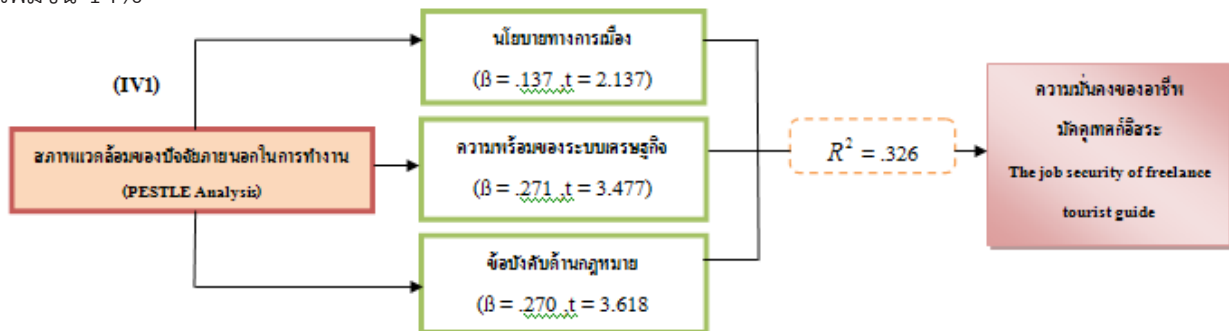 นโยบายทางการเมือง
(ß = .137 ,t = 2.137)
(IV1)
สภาพแวดล้อมของปัจจัยภายนอกในการทำงาน
(PESTLE Analysis)
ความพร้อมของระบบเศรษฐกิจ
(ß = .271 ,t = 3.477)
ข้อบังคับด้านกฎหมาย
(ß = .270 ,t = 3.618
R² = .326
ความมั่นคงของอาชีพ
มัคคุเทศก์อิสระ
The job security of freelance
tourist guide